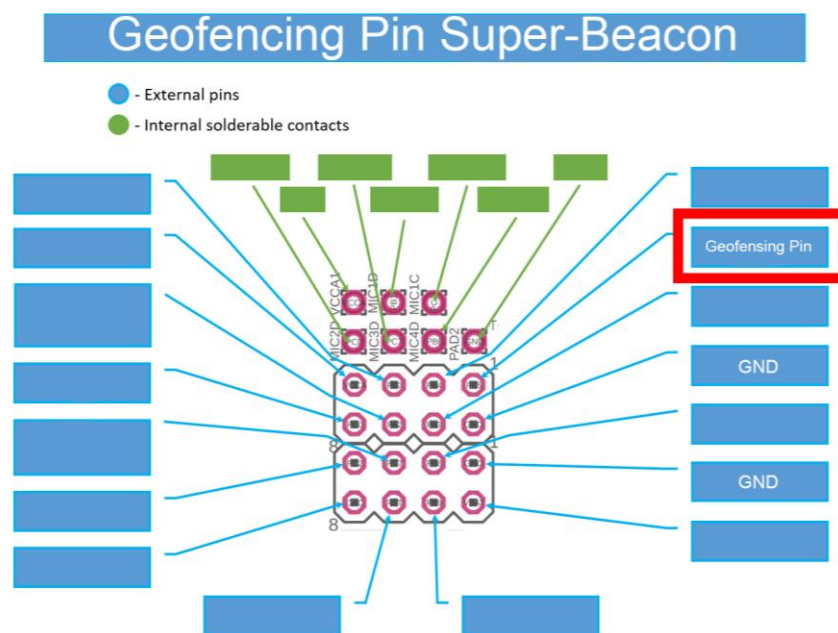 Geofencing Pin Super-Beacon
- External pins
- Internal solderable contacts
Geofensing Pin
VCCA1
MIC1D
MIC1C
MIC2D
MIC3D
MIC4D
PAD2
1
GND
8
1
GND
8